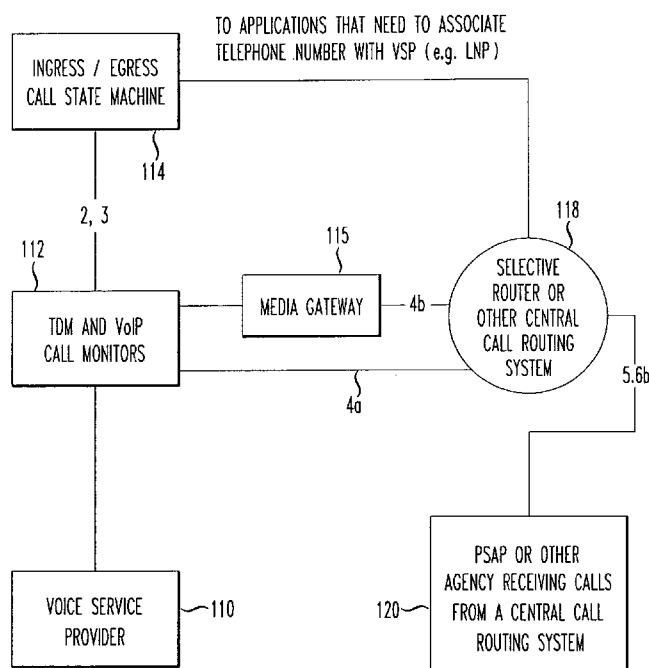 TO APPLICATIONS THAT NEED TO ASSOCIATE
TELEPHONE NUMBER WITH VSP (e.g. LNP)
INGRESS / EGRESS
CALL STATE MACHINE
114
2, 3
112
TDM AND VoIP
CALL MONITORS
115
MEDIA GATEWAY
4b
4a
118
SELECTIVE
ROUTER OR
OTHER CENTRAL
CALL ROUTING
SYSTEM
5.6b
VOICE SERVICE
PROVIDER
110
120
PSAP OR OTHER
AGENCY RECEIVING CALLS
FROM A CENTRAL CALL
ROUTING SYSTEM